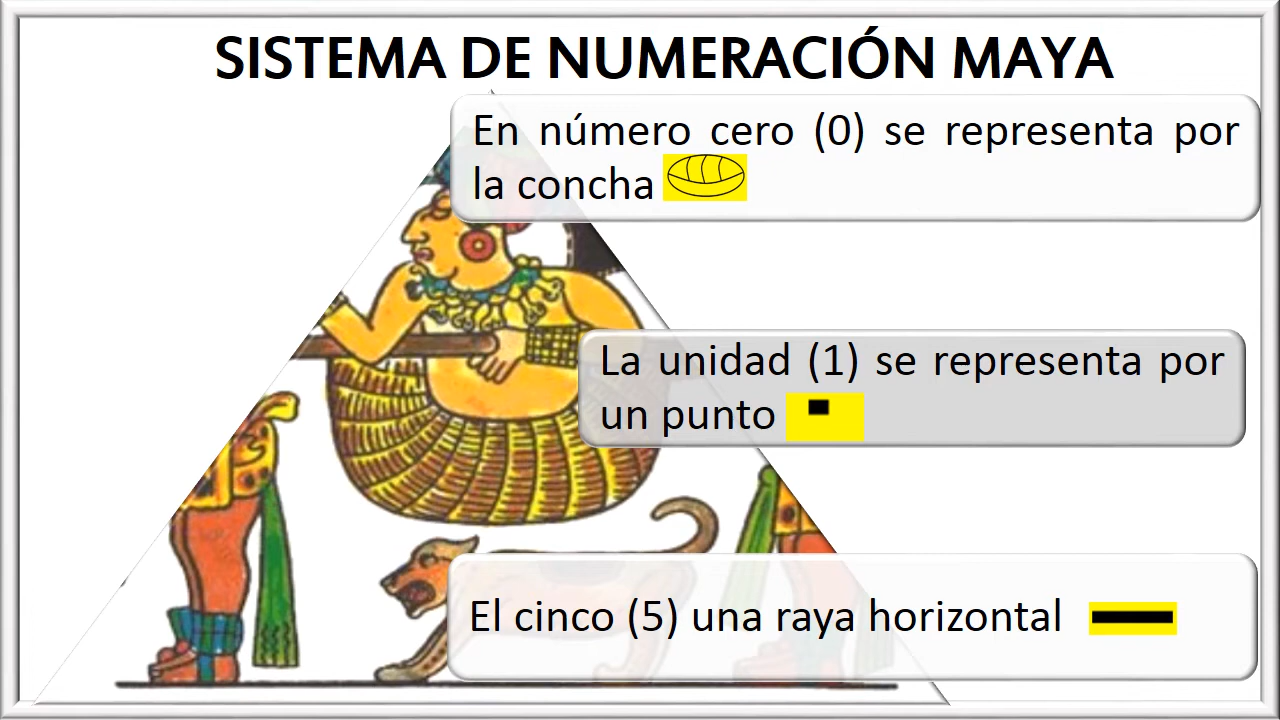 SISTEMA DE NUMERACIÓN MAYA
En número cero (0) se representa por
la concha
La unidad (1) se representa por
un punto
El cinco (5) una raya horizontal